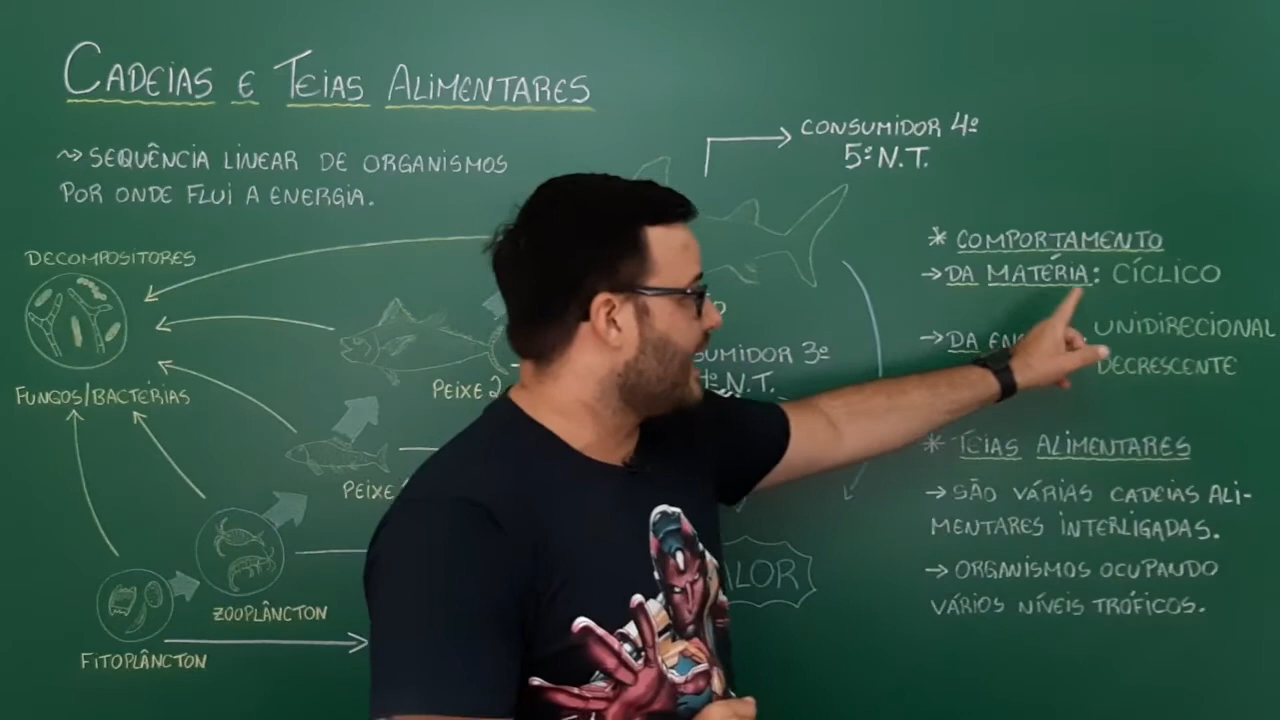 CADEIAS E TEIAS ALIMENTARES
~> SEQUÊNCIA LINEAR DE ORGANISMOS
POR ONDE FLUI A ENERGIA.
CONSUMIDOR 4º
5º N.T.
DECOMPOSITORES
FUNGOS/BACTÉRIAS
PEIXE 2
PEIXE
ZOOPLÂNCTON
FITOPLÂNCTON
3º
N.T.
* COMPORTAMENTO
→ DA MATÉRIA: CÍCLICO
→ DA
UNIDIRECIONAL
DECRESCENTE
* TEIAS ALIMENTARES
→ SÃO VÁRIAS CADEIAS ALI-
MENTARES INTERLIGADAS.
→ ORGANISMOS OCUPANDO
VÁRIOS NÍVEIS TRÓFICOS.